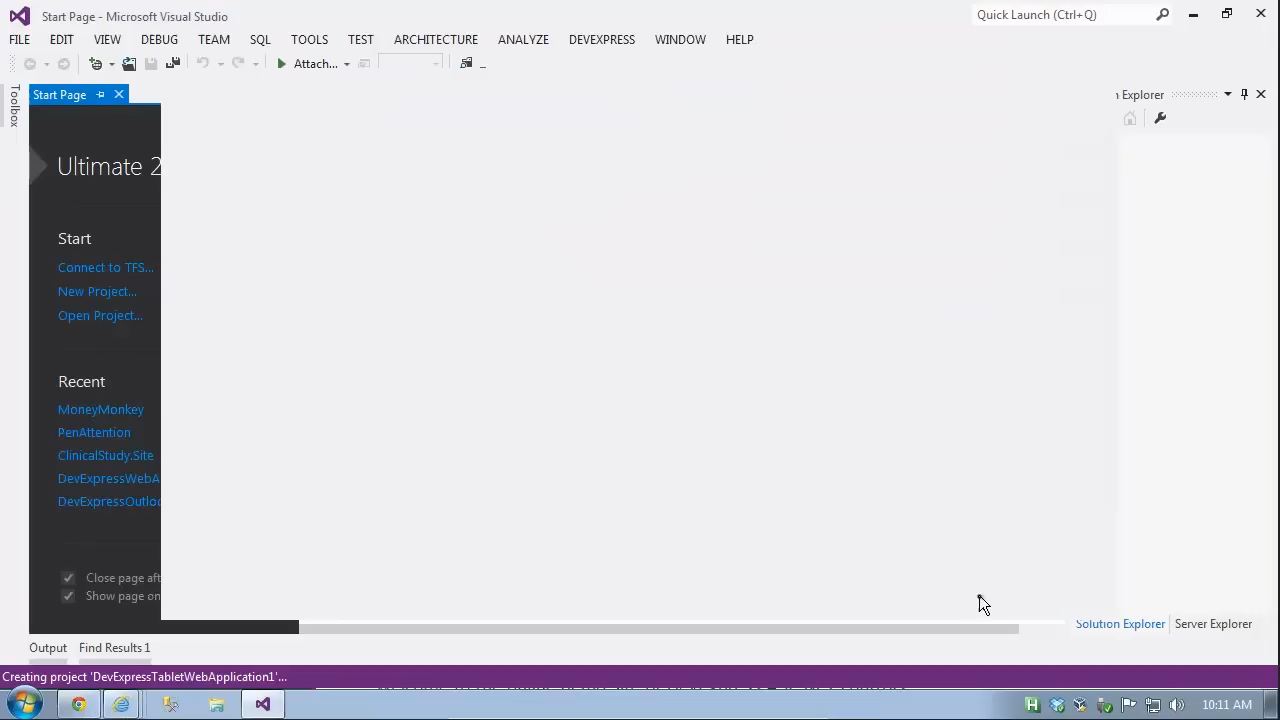 Start Page - Microsoft Visual Studio
Quick Launch (Ctrl+Q)
FILE EDIT VIEW DEBUG TEAM SQL TOOLS TEST ARCHITECTURE ANALYZE DEVEXPRESS WINDOW HELP
Attach...
Toolbox
Start Page
Explorer
Ultimate 2
Start
Connect to TFS...
New Project...
Open Project...
Recent
MoneyMonkey
PenAttention
ClinicalStudy.Site
DevExpressWebA
DevExpressOutloo
Close page aft
Show page on
Solution Explorer Server Explorer
Output Find Results 1
Creating project 'DevExpressTabletWebApplication1'...
10:11 AM